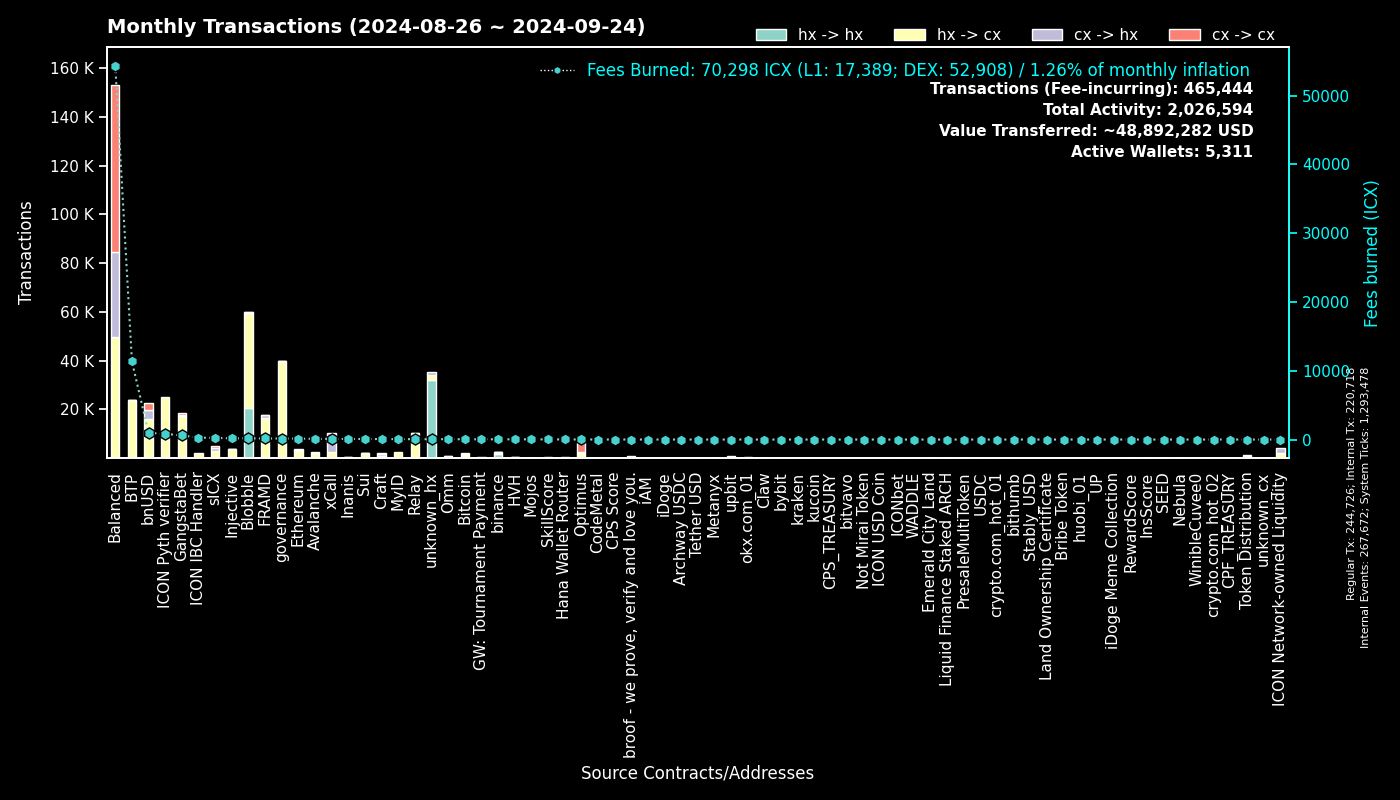 Monthly Transactions (2024-08-26 ~ 2024-09-24)
hx -> hx
hx -> cx
cx -> hx
cx -> cx
Fees Burned: 70,298 ICX (L1: 17,389; DEX: 52,908) / 1.26% of monthly inflation
Transactions (Fee-incurring): 465,444
Total Activity: 2,026,594
Value Transferred: ~48,892,282 USD
Active Wallets: 5,311
Transactions
160 K
140 K
120 K
100 K
80 K
60 K
40 K
20 K
50000
40000
30000
20000
10000
0
Fees burned (ICX)
Regular Tx: 244,726; Internal Tx: 220,718
Internal Events: 267,672; System Ticks: 1,293,478
Balanced
BTP
bnUSD
ICON Pyth verifier
GangstaBet
ICON IBC Handler
sICX
Injective
Blobble
FRAMD
governance
Ethereum
Avalanche
xCall
Inanis
Sui
Craft
MyID
Relay
unknown_hx
Omm
Bitcoin
GW: Tournament Payment
binance
HVH
Mojos
SkillScore
Hana Wallet Router
Optimus
CodeMetal
CPS Score
broof - we prove, verify and love you.
IAM
iDoge
Archway USDC
Tether USD
Metanyx
upbit
okx.com_01
Claw
bybit
kraken
kucoin
CPS_TREASURY
bitvavo
Not Mirai Token
ICON USD Coin
ICONbet
WADDLE
Emerald City Land
Liquid Finance Staked ARCH
PresaleMultiToken
USDC
crypto.com_hot_01
bithumb
Stably_USD
Land Ownership Certificate
Bribe Token
huobi_01
UP
iDoge Meme Collection
RewardScore
InsScore
SEED
Nebula
WinibleCuvee0
crypto.com_hot_02
CPF_TREASURY
Token Distribution
unknown_cx
ICON Network-owned Liquidity
Source Contracts/Addresses